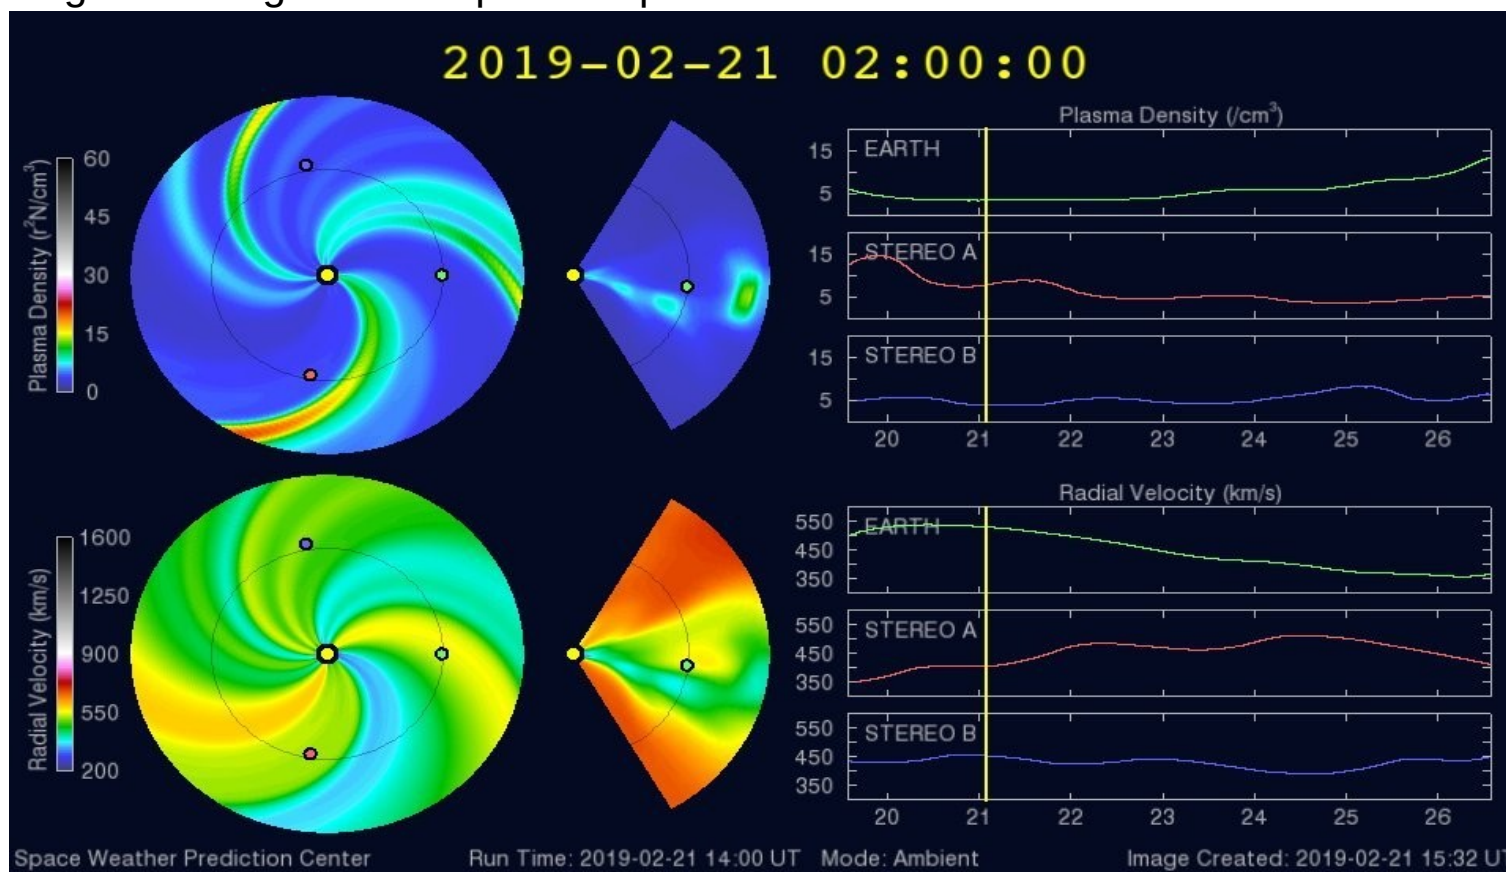 2019-02-21 02:00:00
Plasma Density (r²N/cm³)
60
45
30
15
0
Plasma Density (/cm³)
EARTH
15
5
STEREO A
15
5
STEREO B
15
5
20 21 22 23 24 25 26
Radial Velocity (km/s)
1600
1250
900
550
200
Radial Velocity (km/s)
EARTH
550
450
350
STEREO A
550
450
350
STEREO B
550
450
350
20 21 22 23 24 25 26
Space Weather Prediction Center Run Time: 2019-02-21 14:00 UT Mode: Ambient Image Created: 2019-02-21 15:32 UT